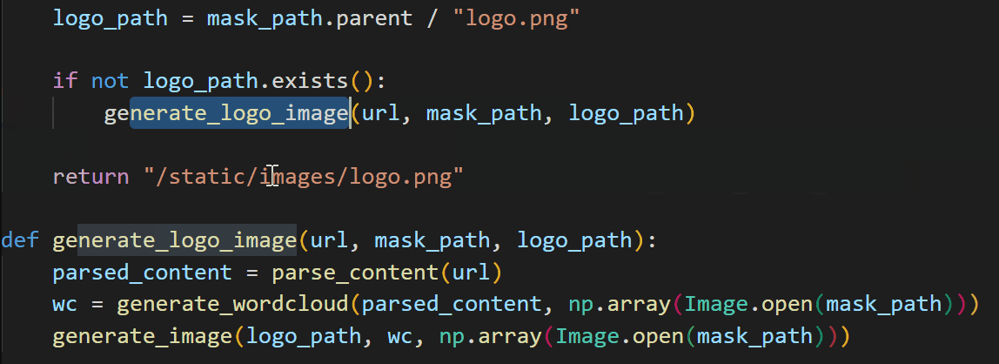 logo_path = mask_path.parent / "logo.png"
if not logo_path.exists():
generate_logo_image(url, mask_path, logo_path)
return "/static/images/logo.png"
def generate_logo_image(url, mask_path, logo_path):
parsed_content = parse_content(url)
wc = generate_wordcloud(parsed_content, np.array(Image.open(mask_path)))
generate_image(logo_path, wc, np.array(Image.open(mask_path)))